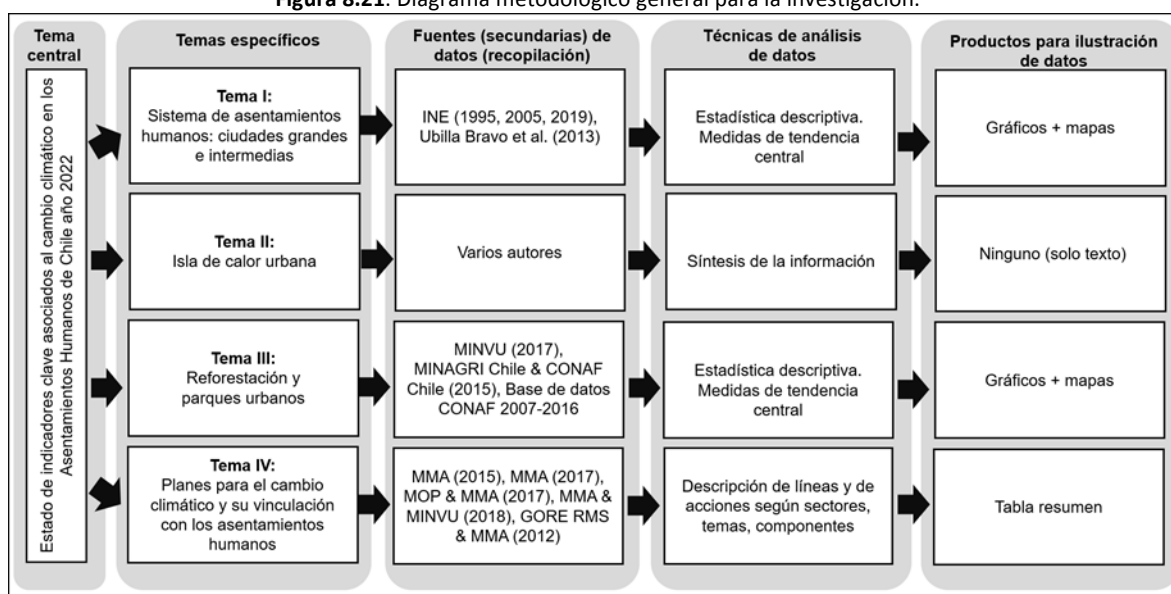 Figura 8.21. Diagrama metodológico general para la investigación.
Tema
central
Temas específicos
Fuentes (secundarias) de
datos (recopilación)
Técnicas de análisis
de datos
Productos para ilustración
de datos
Estado de indicadores clave asociados al cambio climático en los
Asentamientos Humanos de Chile año 2022
Tema I:
Sistema de asentamientos
humanos: ciudades grandes
e intermedias
INE (1995, 2005, 2019),
Ubilla Bravo et al. (2013)
Estadística descriptiva.
Medidas de tendencia
central
Gráficos + mapas
Tema II:
Isla de calor urbana
Varios autores
Síntesis de la información
Ninguno (solo texto)
Tema III:
Reforestación y
parques urbanos
MINVU (2017),
MINAGRI Chile & CONAF
Chile (2015), Base de datos
CONAF 2007-2016
Estadística descriptiva.
Medidas de tendencia
central
Gráficos + mapas
Tema IV:
Planes para el cambio
climático y su vinculación
con los asentamientos
humanos
MMA (2015), MMA (2017),
MOP & MMA (2017), MMA &
MINVU (2018), GORE RMS
& MMA (2012)
Descripción de líneas y de
acciones según sectores,
temas, componentes
Tabla resumen